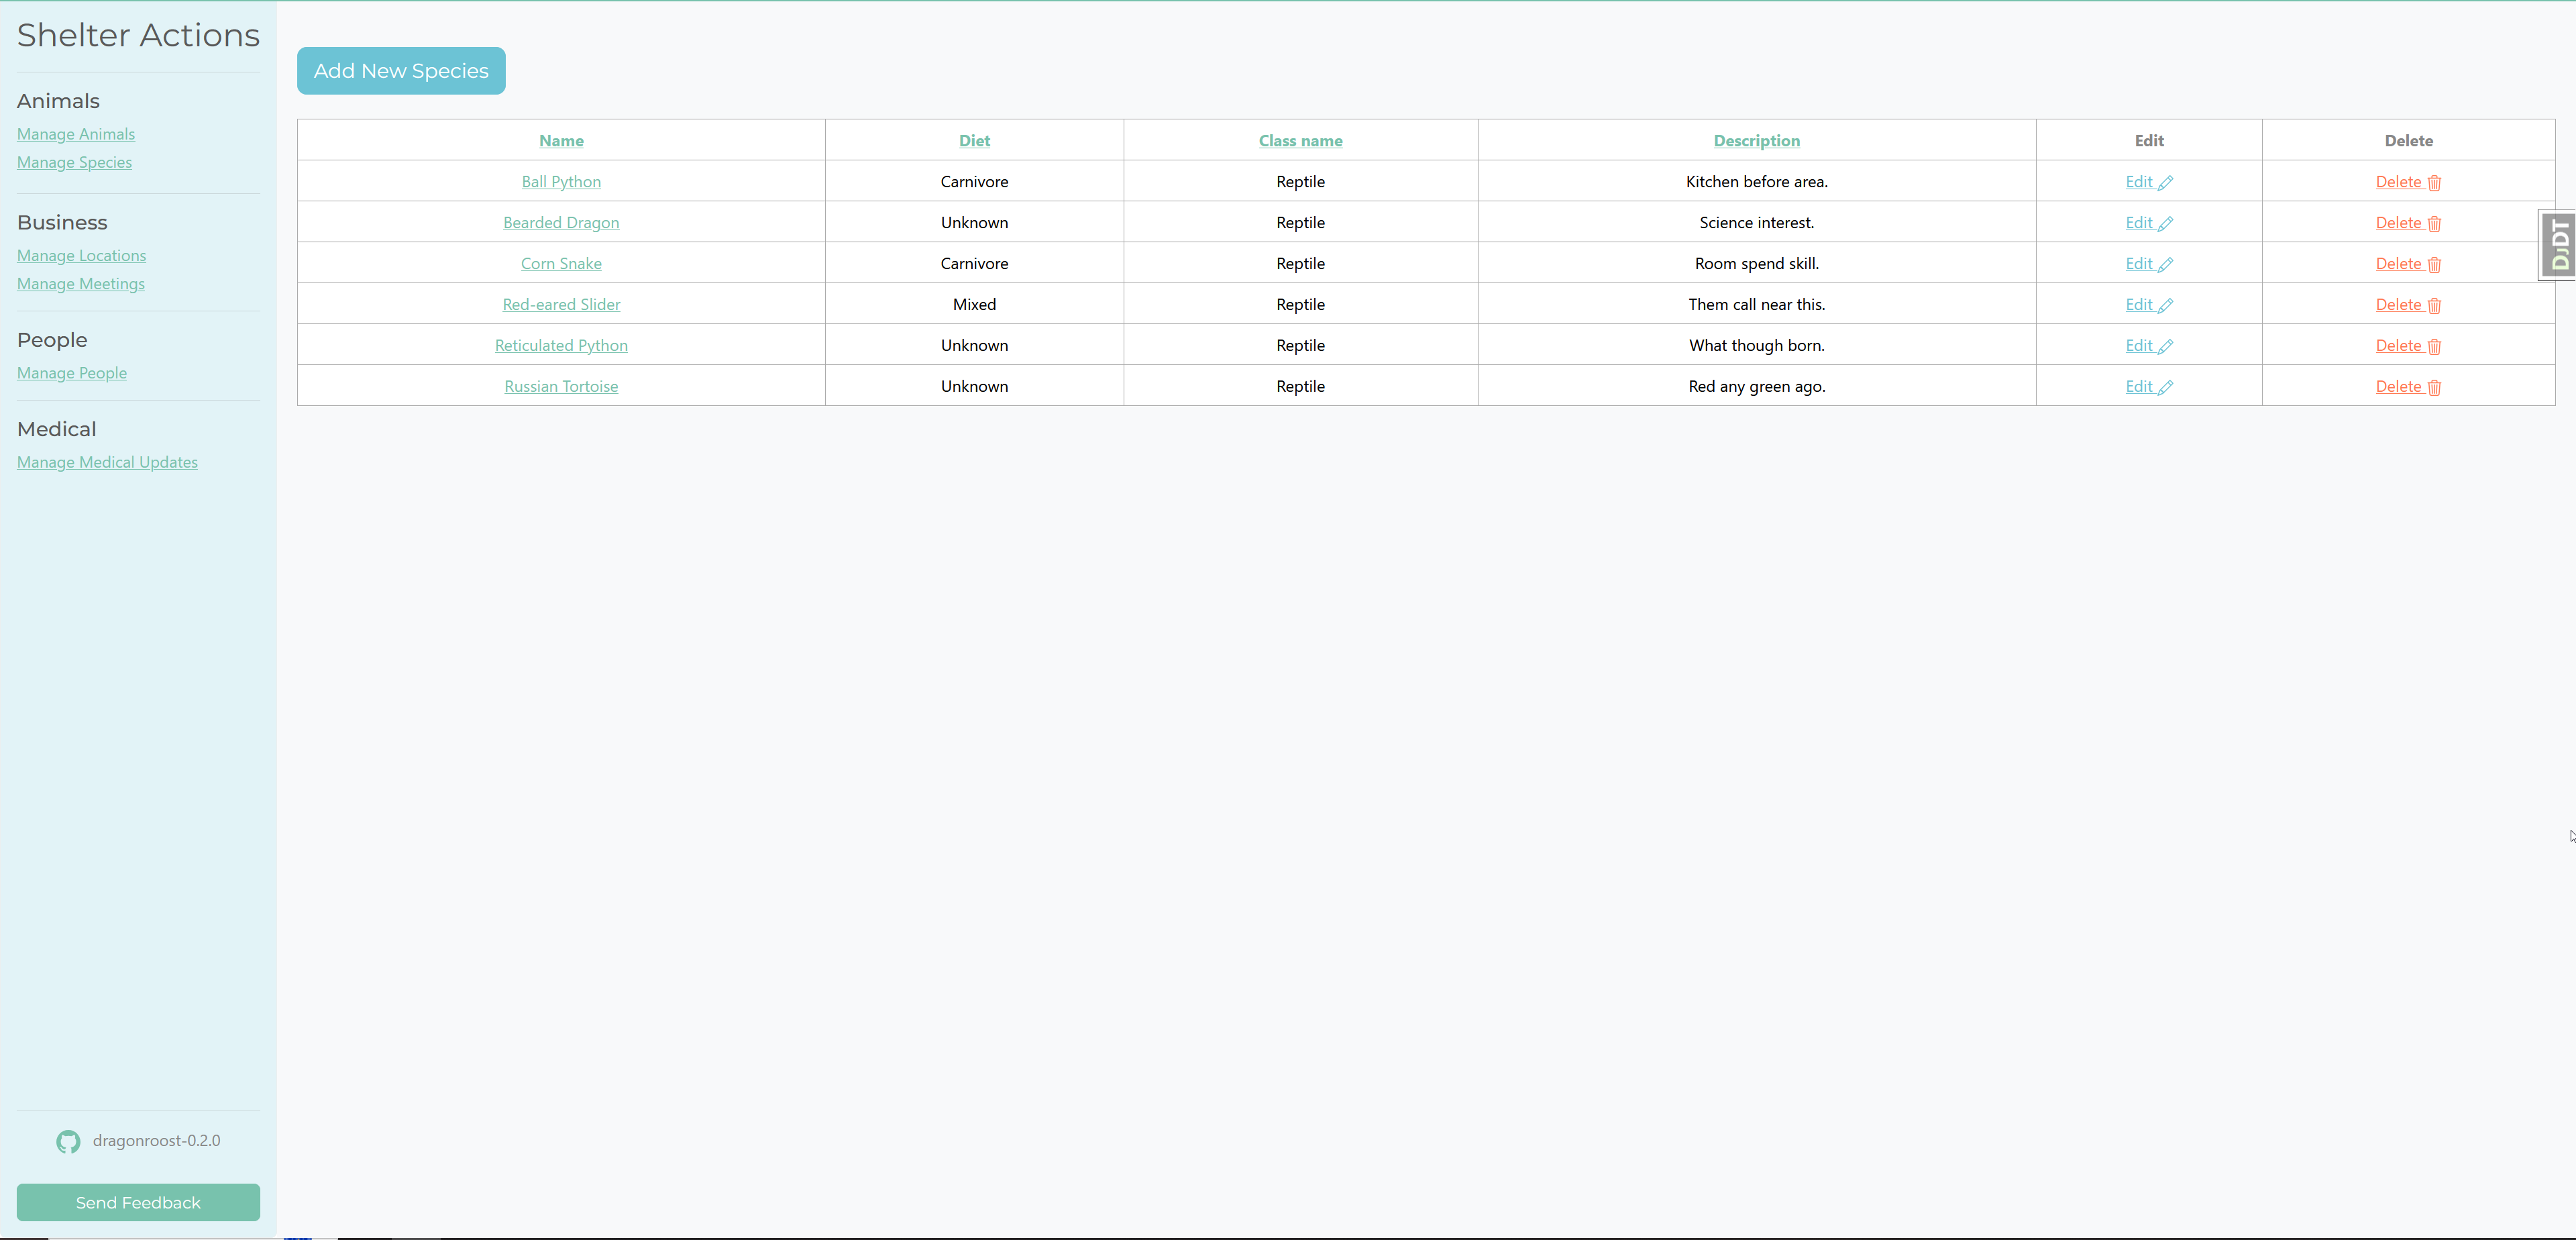 Shelter Actions
Animals
Manage Animals
Manage Species
Business
Manage Locations
Manage Meetings
People
Manage People
Medical
Manage Medical Updates
dragonroost-0.2.0
Send Feedback
Add New Species
Name Diet Class name Description Edit Delete
Ball Python Carnivore Reptile Kitchen before area. Edit Delete
Bearded Dragon Unknown Reptile Science interest. Edit Delete
Corn Snake Carnivore Reptile Room spend skill. Edit Delete
Red-eared Slider Mixed Reptile Them call near this. Edit Delete
Reticulated Python Unknown Reptile What though born. Edit Delete
Russian Tortoise Unknown Reptile Red any green ago. Edit Delete
DJDT